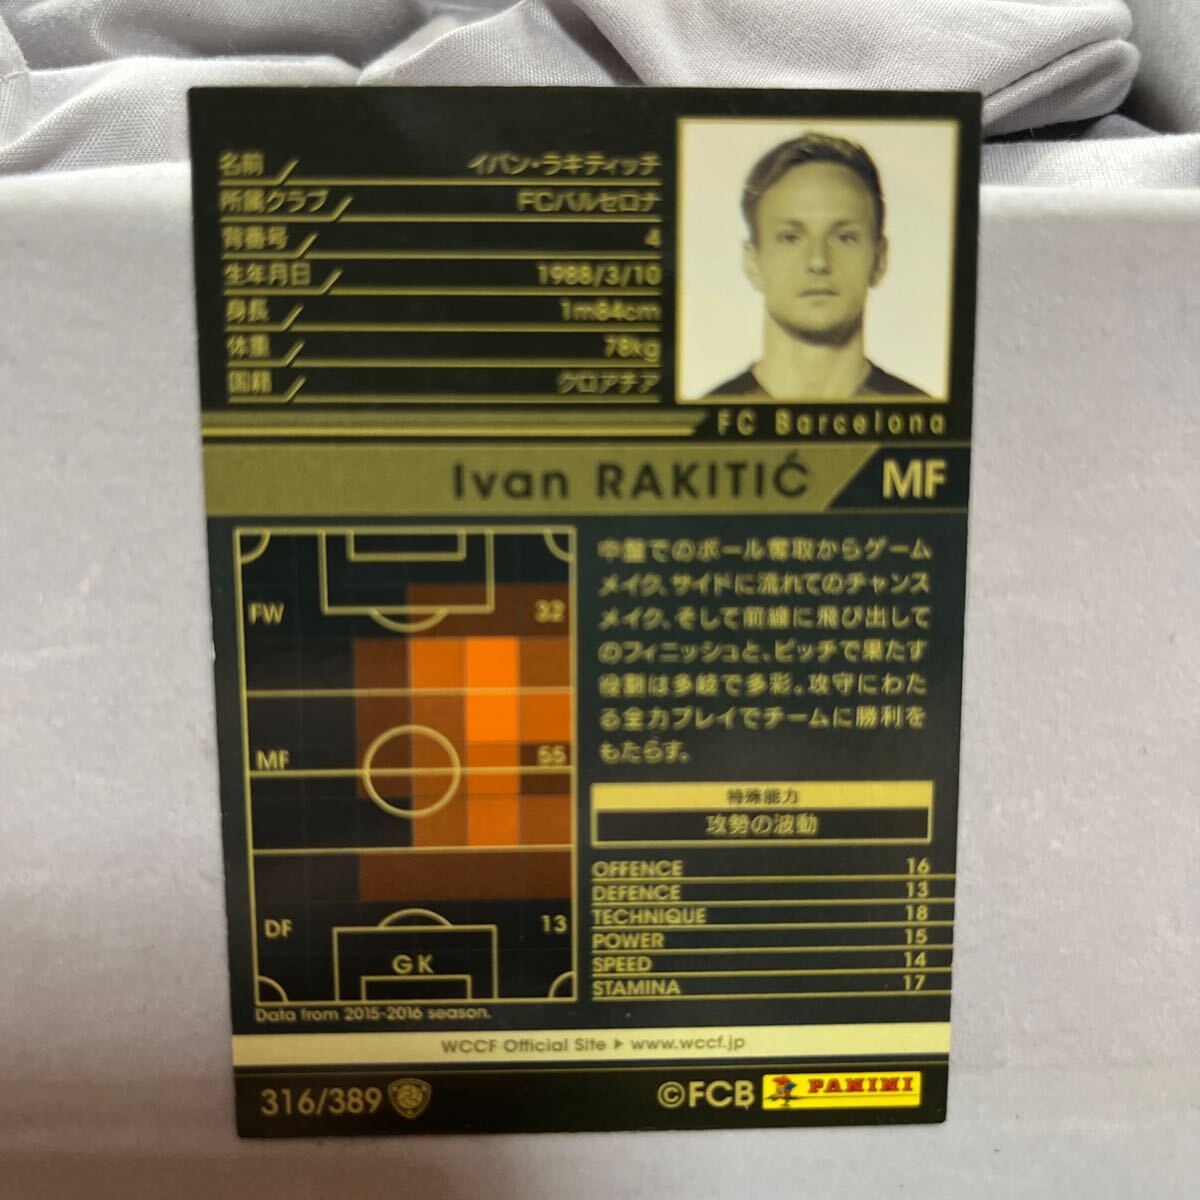 名前 イバン・ラキティッチ
所属クラブ FCバルセロナ
背番号 4
生年月日 1988/3/10
身長 1m84cm
体重 78kg
国籍 クロアチア
FC Barcelona
Ivan RAKITIĆ MF
FW 32
MF 55
DF 13
GK
Data from 2015-2016 season.
中盤でのボール奪取からゲーム
メイク、サイドに流れてのチャンス
メイク、そして前線に飛び出して
のフィニッシュと、ピッチで果たす
役割は多岐で多彩。攻守にわた
る全力プレイでチームに勝利を
もたらす。
特殊能力
攻勢の波動
OFFENCE 16
DEFENCE 13
TECHNIQUE 18
POWER 15
SPEED 14
STAMINA 17
WCCF Official Site ▶ www.wccf.jp
316/389
©FCB PANINI